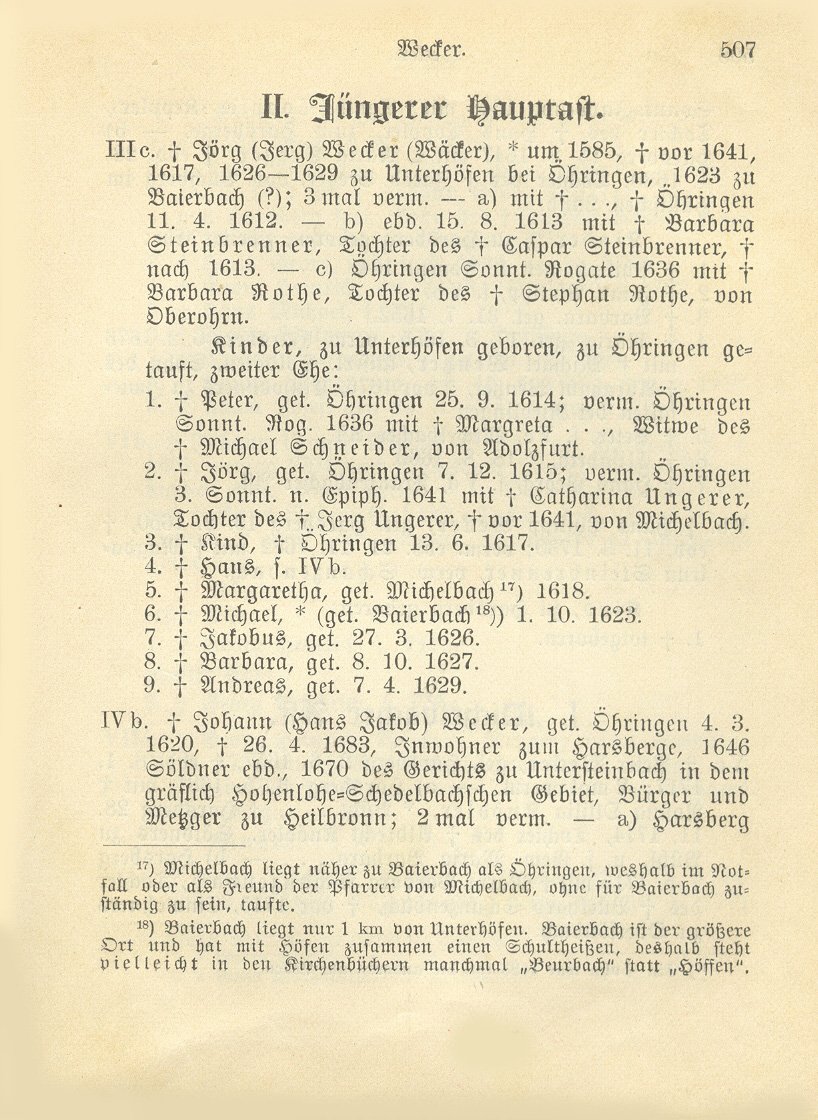 Wecker. 507
II. Jüngerer Hauptast.
IIIc. † Jörg (Jerg) Wecker (Wäcker), * um 1585, † vor 1641,
1617, 1626—1629 zu Unterhöfen bei Öhringen, 1623 zu
Baierbach (?); 3mal verm. — a) mit † . . ., † Öhringen
11. 4. 1612. — b) ebd. 15. 8. 1613 mit † Barbara
Steinbrenner, Tochter des † Caspar Steinbrenner, †
nach 1613. — c) Öhringen Sonnt. Rogate 1636 mit †
Barbara Rothe, Tochter des † Stephan Rothe, von
Oberohrn.
Kinder, zu Unterhöfen geboren, zu Öhringen ge-
tauft, zweiter Ehe:
1. † Peter, get. Öhringen 25. 9. 1614; verm. Öhringen
Sonnt. Rog. 1636 mit † Margreta . . ., Witwe des
† Michael Schneider, von Adolzfurt.
2. † Jörg, get. Öhringen 7. 12. 1615; verm. Öhringen
3. Sonnt. n. Epiph. 1641 mit † Catharina Ungerer,
Tochter des † Jerg Ungerer, † vor 1641, von Michelbach.
3. † Kind, † Öhringen 13. 6. 1617.
4. † Hans, s. IVb.
5. † Margaretha, get. Michelbach ¹⁷) 1618.
6. † Michael, * (get. Baierbach ¹⁸)) 1. 10. 1623.
7. † Jakobus, get. 27. 3. 1626.
8. † Barbara, get. 8. 10. 1627.
9. † Andreas, get. 7. 4. 1629.
IVb. † Johann (Hans Jakob) Wecker, get. Öhringen 4. 3.
1620, † 26. 4. 1683, Inwohner zum Harsberge, 1646
Söldner ebd., 1670 des Gerichts zu Untersteinbach in dem
gräflich Hohenlohe-Schedelbachschen Gebiet, Bürger und
Metzger zu Heilbronn; 2mal verm. — a) Harsberg
¹⁷) Michelbach liegt näher zu Baierbach als Öhringen, weshalb im Not-
fall oder als Freund der Pfarrer von Michelbach, ohne für Baierbach zu-
ständig zu sein, taufte.
¹⁸) Baierbach liegt nur 1 km von Unterhöfen. Baierbach ist der größere
Ort und hat mit Höfen zusammen einen Schultheißen, deshalb steht
vielleicht in den Kirchenbüchern manchmal „Beurbach“ statt „Höffen“.